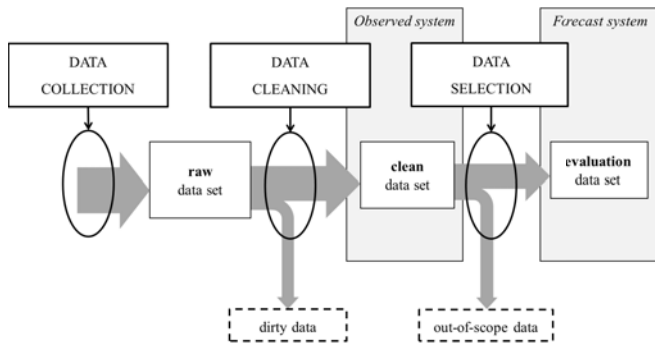 Observed system
Forecast system
DATA
COLLECTION
DATA
CLEANING
DATA
SELECTION
raw
data set
clean
data set
evaluation
data set
dirty data
out-of-scope data